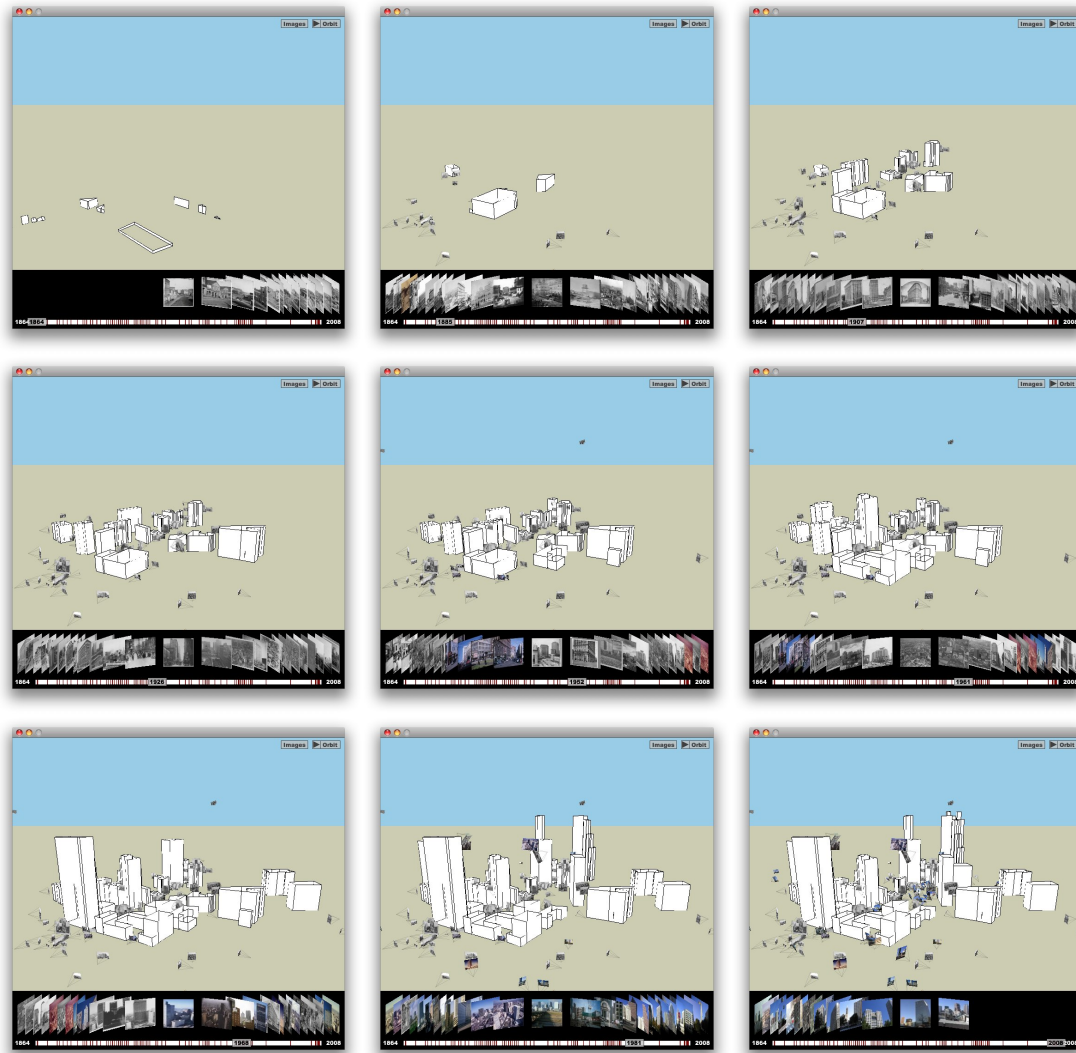 Images Orbit
Images Orbit
Images Orbit
1864 2008
1864 1885 2008
1864 1907 2008
Images Orbit
Images Orbit
Images Orbit
1864 1926 2008
1864 1952 2008
1864 1961 2008
Images Orbit
Images Orbit
Images Orbit
1864 1968 2008
1864 1981 2008
1864 2008